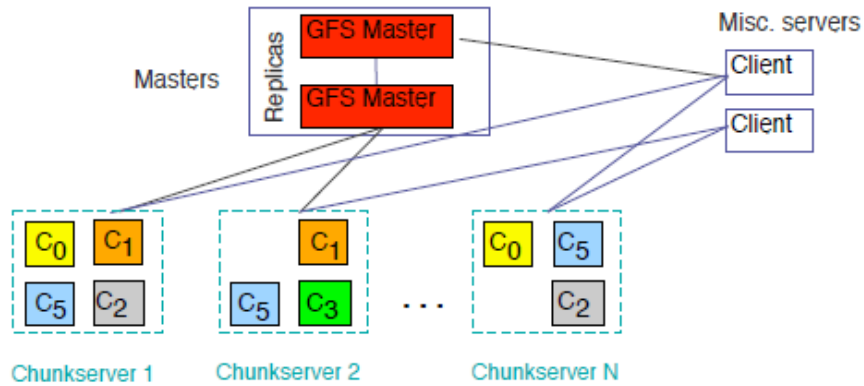 GFS Master
Misc. servers
Masters
Replicas
GFS Master
Client
Client
C0 C1
C5 C2
C1
C5 C3
...
C0 C5
C2
Chunkserver 1
Chunkserver 2
Chunkserver N